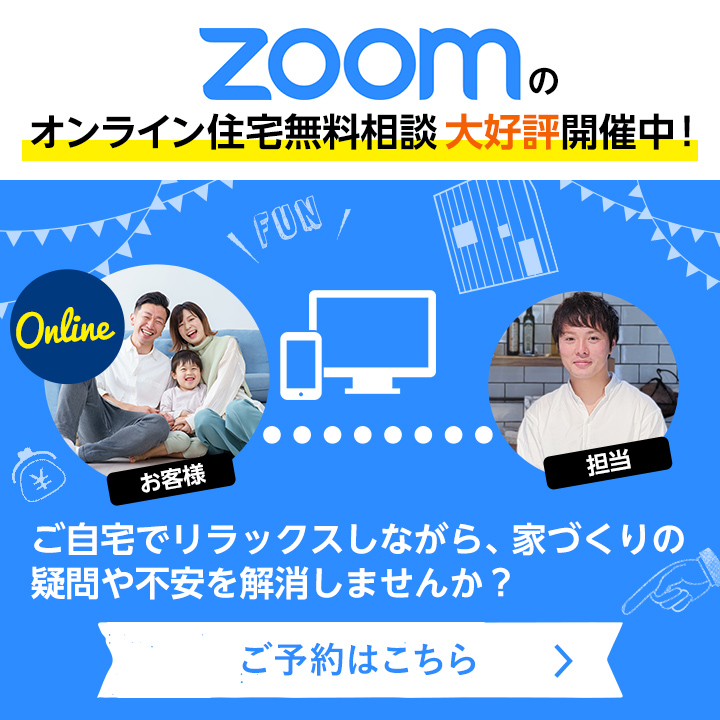 zoomの
オンライン住宅無料相談 大好評開催中！
FUN
Online
¥
お客様
担当
ご自宅でリラックスしながら、家づくりの
疑問や不安を解消しませんか？
ご予約はこちら